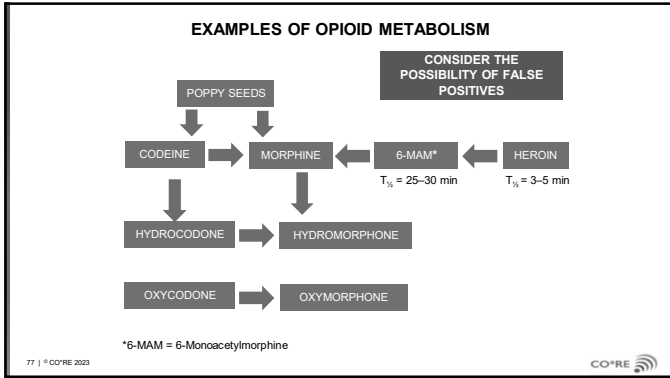 EXAMPLES OF OPIOID METABOLISM
CONSIDER THE
POSSIBILITY OF FALSE
POSITIVES
POPPY SEEDS
CODEINE
MORPHINE
6-MAM*
HEROIN
T½ = 25–30 min
T½ = 3–5 min
HYDROCODONE
HYDROMORPHONE
OXYCODONE
OXYMORPHONE
*6-MAM = 6-Monoacetylmorphine
77 | © CO*RE 2023
CO*RE